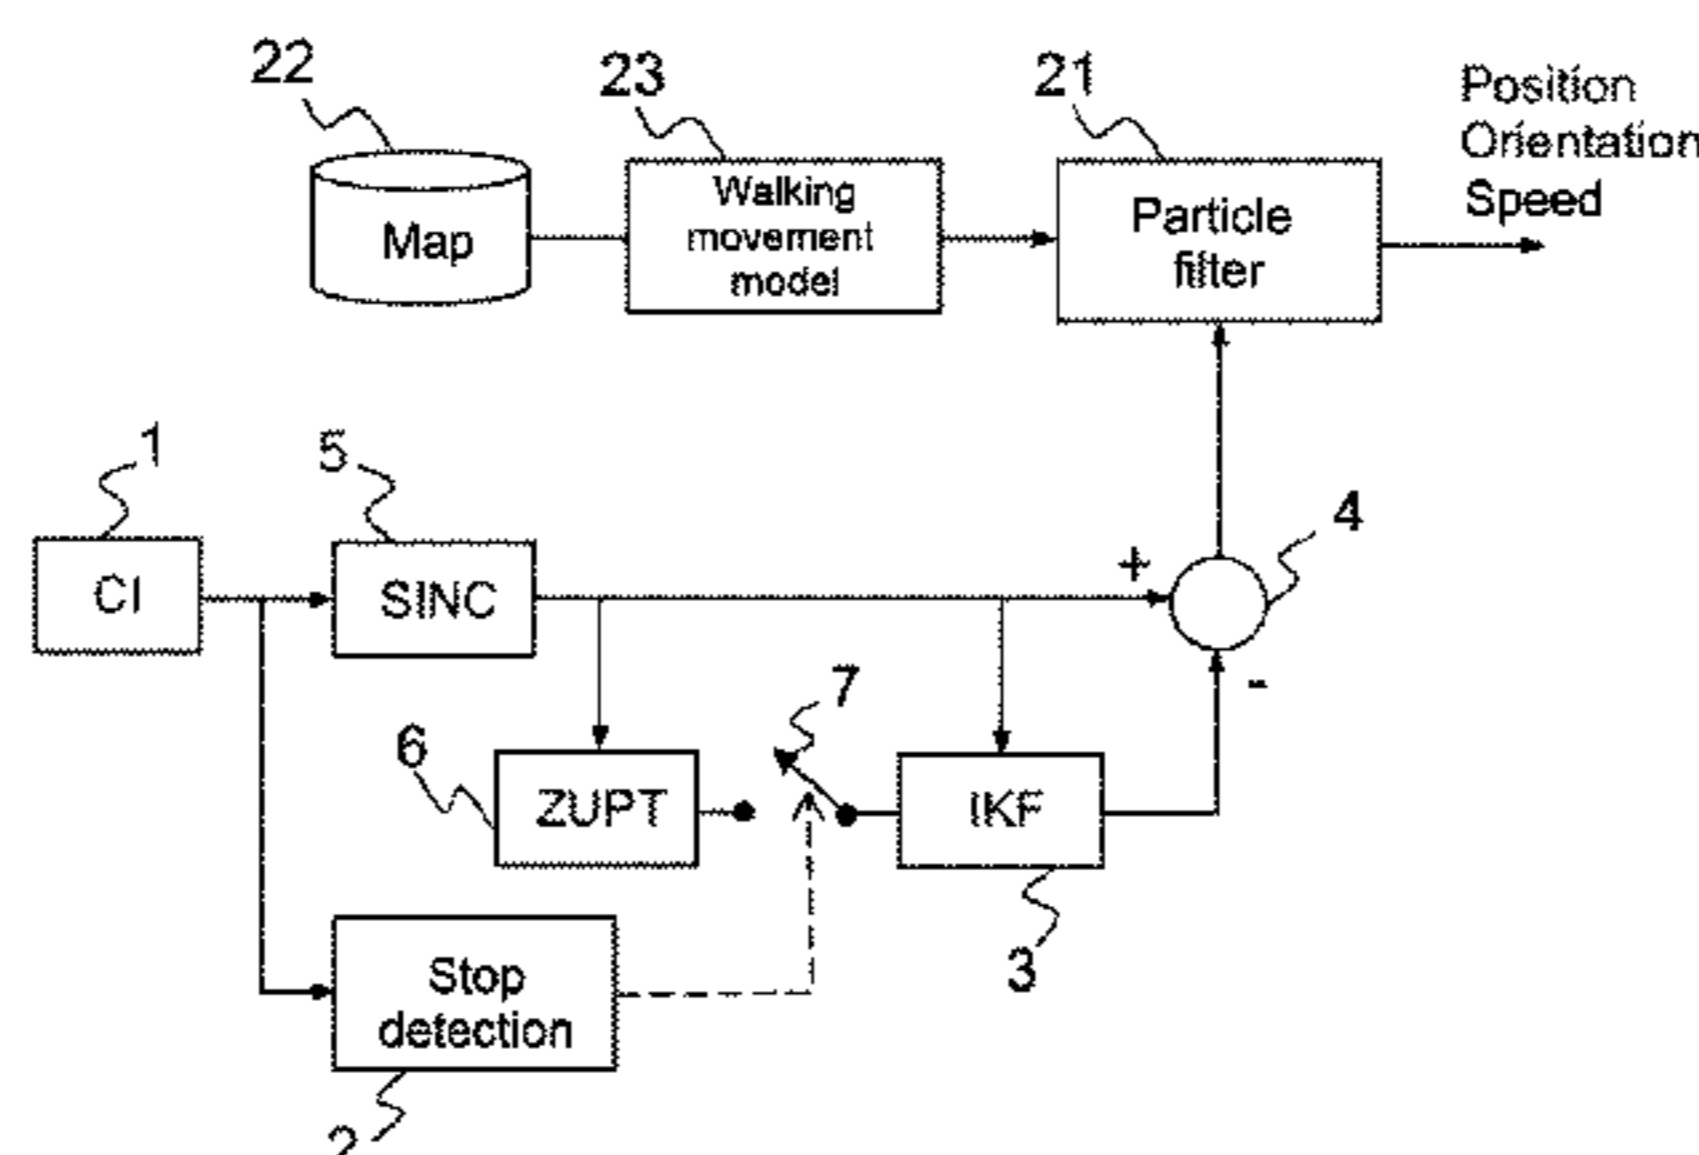 22
23
21
Position
Orientation
Speed
Map
Walking
movement
model
Particle
filter
1
5
4
CI
SINC
+
-
7
6
ZUPT
IKF
3
Stop
detection
2